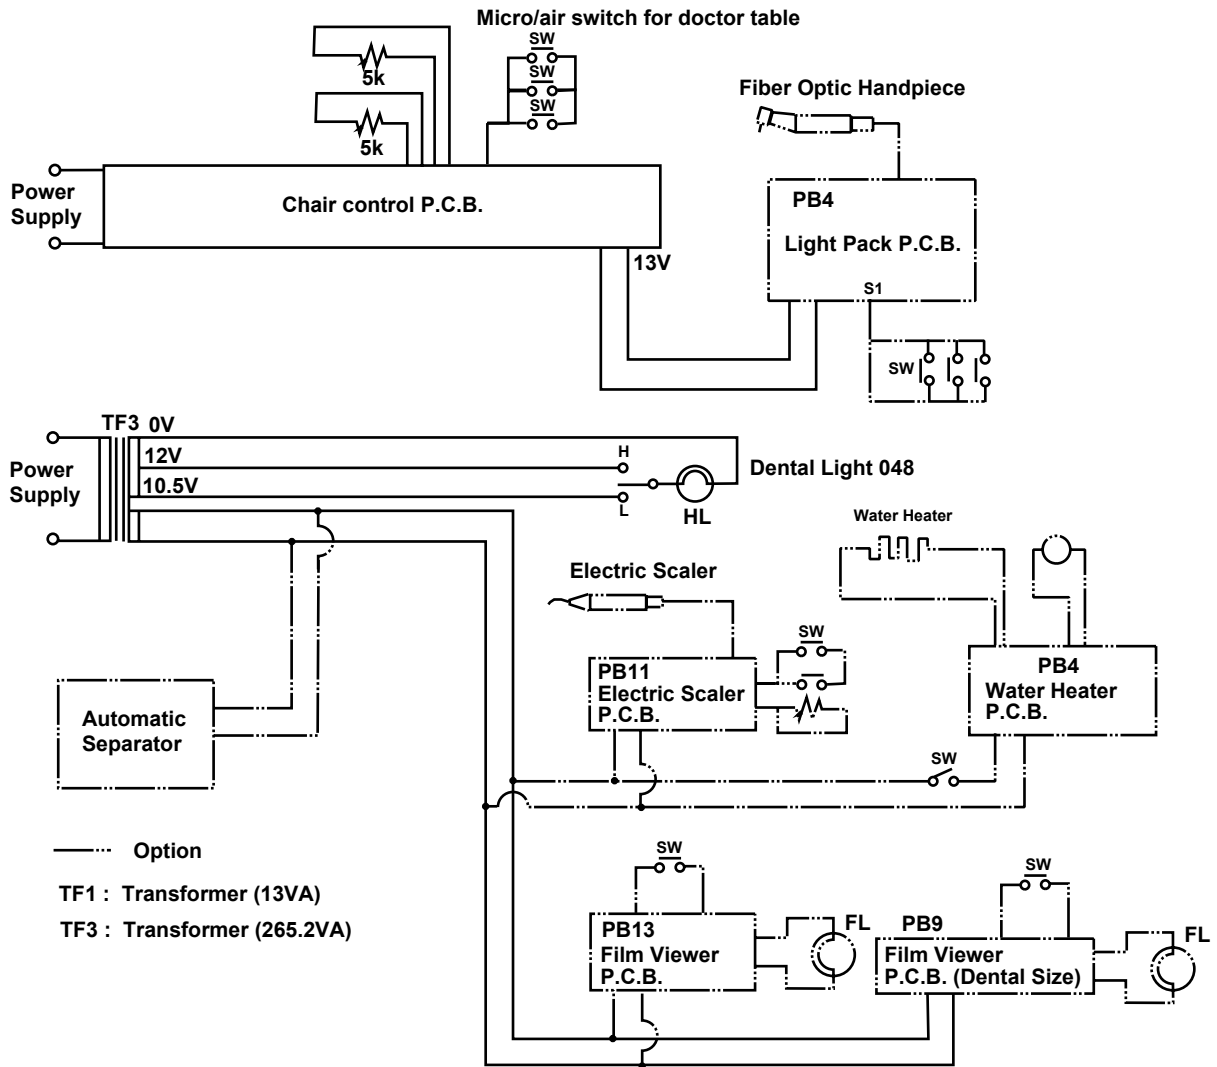 Micro/air switch for doctor table
SW
SW
SW
5k
5k
Fiber Optic Handpiece
Power
Supply
Chair control P.C.B.
13V
PB4
Light Pack P.C.B.
S1
SW
TF3
0V
12V
10.5V
Power
Supply
H
L
HL
Dental Light 048
Water Heater
Electric Scaler
SW
PB11
Electric Scaler
P.C.B.
PB4
Water Heater
P.C.B.
Automatic
Separator
SW
Option
TF1 : Transformer (13VA)
TF3 : Transformer (265.2VA)
SW
PB13
Film Viewer
P.C.B.
FL
SW
PB9
Film Viewer
P.C.B. (Dental Size)
FL